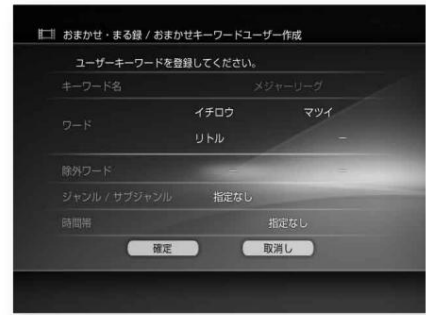 おまかせ・まる録 / おまかせキーワードユーザー作成
ユーザーキーワードを登録してください。
キーワード名 メジャーリーグ
ワード イチロウ マツイ
リトル −
除外ワード − − −
ジャンル / サブジャンル 指定なし
時間帯 指定なし
確定 取消し